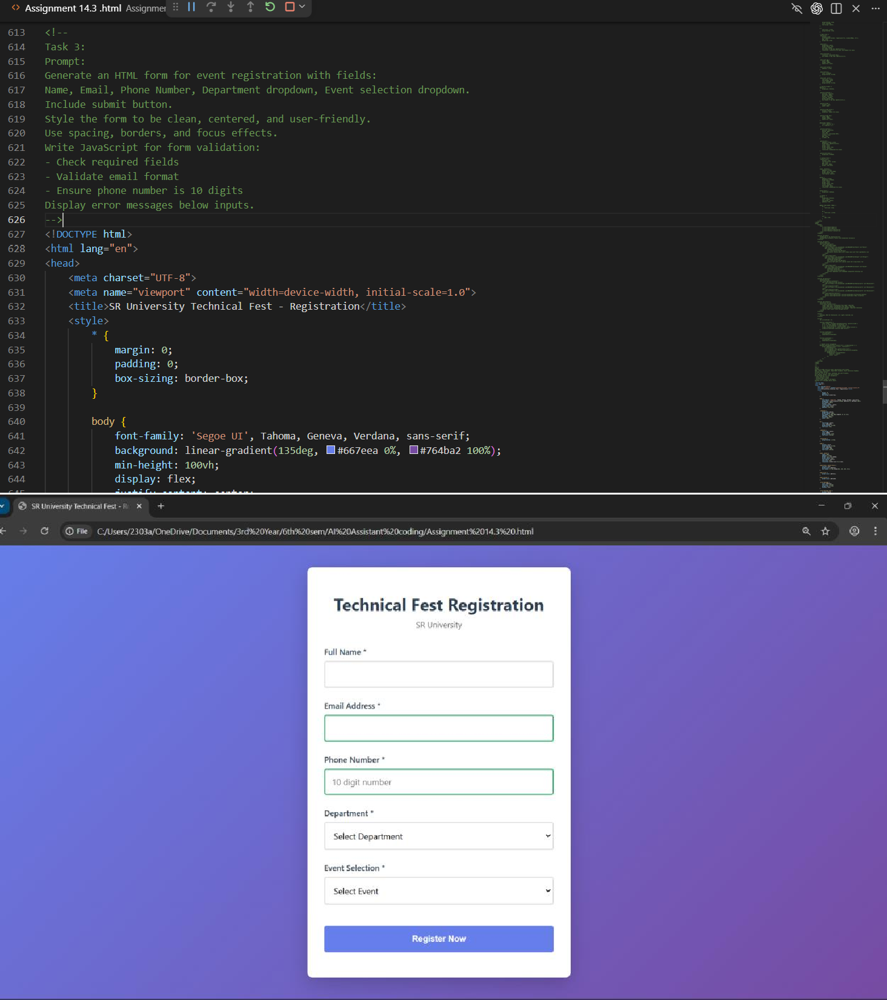 Assignment 14.3 .html Assignmer
613 <!--
614 Task 3:
615 Prompt:
616 Generate an HTML form for event registration with fields:
617 Name, Email, Phone Number, Department dropdown, Event selection dropdown.
618 Include submit button.
619 Style the form to be clean, centered, and user-friendly.
620 Use spacing, borders, and focus effects.
621 Write JavaScript for form validation:
622 - Check required fields
623 - Validate email format
624 - Ensure phone number is 10 digits
625 Display error messages below inputs.
626 -->
627 <!DOCTYPE html>
628 <html lang="en">
629 <head>
630 <meta charset="UTF-8">
631 <meta name="viewport" content="width=device-width, initial-scale=1.0">
632 <title>SR University Technical Fest - Registration</title>
633 <style>
634 * {
635 margin: 0;
636 padding: 0;
637 box-sizing: border-box;
638 }
639
640 body {
641 font-family: 'Segoe UI', Tahoma, Geneva, Verdana, sans-serif;
642 background: linear-gradient(135deg, #667eea 0%, #764ba2 100%);
643 min-height: 100vh;
644 display: flex;
SR University Technical Fest - R
File C:/Users/2303a/OneDrive/Documents/3rd%20Year/6th%20sem/AI%20Assistant%20coding/Assignment%2014.3%20.html
Technical Fest Registration
SR University
Full Name *
Email Address *
Phone Number *
10 digit number
Department *
Select Department
Event Selection *
Select Event
Register Now